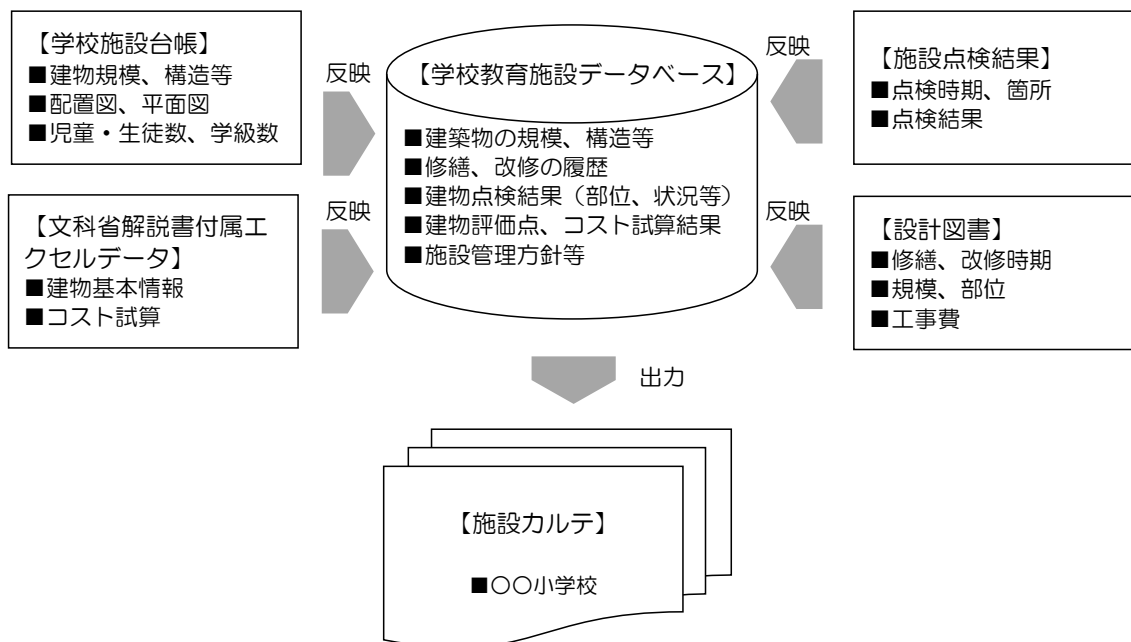 【学校施設台帳】
■建物規模、構造等
■配置図、平面図
■児童・生徒数、学級数
反映
【文科省解説書付属エ
クセルデータ】
■建物基本情報
■コスト試算
反映
【学校教育施設データベース】
■建築物の規模、構造等
■修繕、改修の履歴
■建物点検結果（部位、状況等）
■建物評価点、コスト試算結果
■施設管理方針等
反映
【施設点検結果】
■点検時期、箇所
■点検結果
反映
【設計図書】
■修繕、改修時期
■規模、部位
■工事費
出力
【施設カルテ】
■〇〇小学校